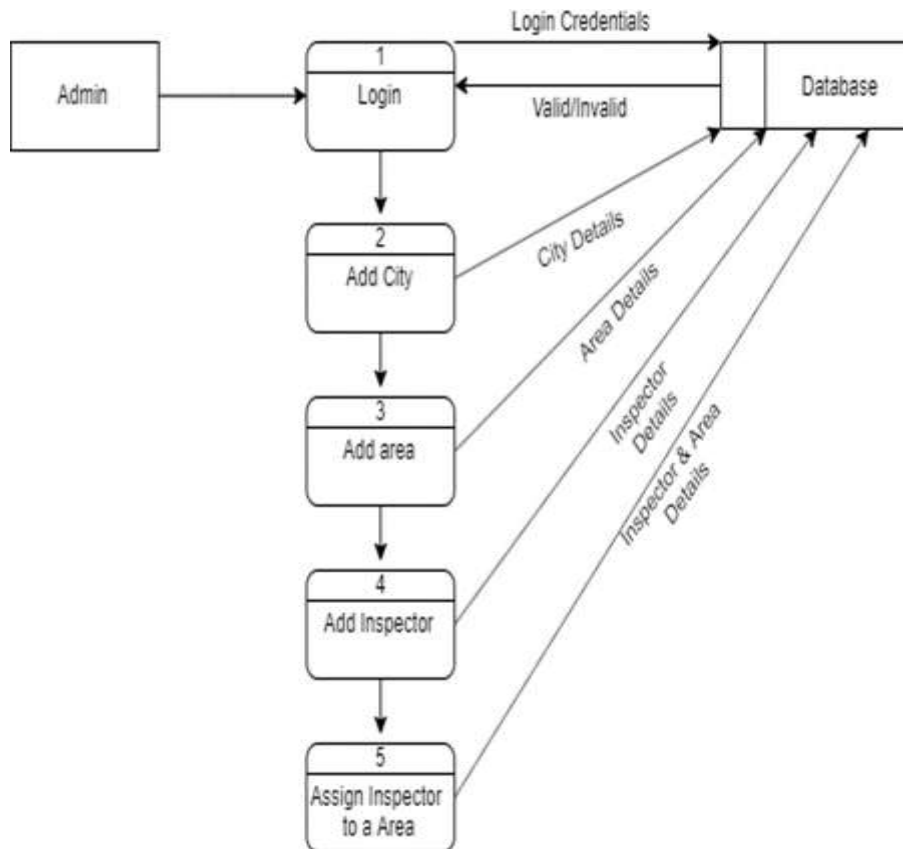 Login Credentials
1
Admin
Login
Database
Valid/Invalid
2
Add City
City Details
Area Details
3
Add area
Inspector
Details
Inspector & Area
Details
4
Add Inspector
5
Assign Inspector
to a Area